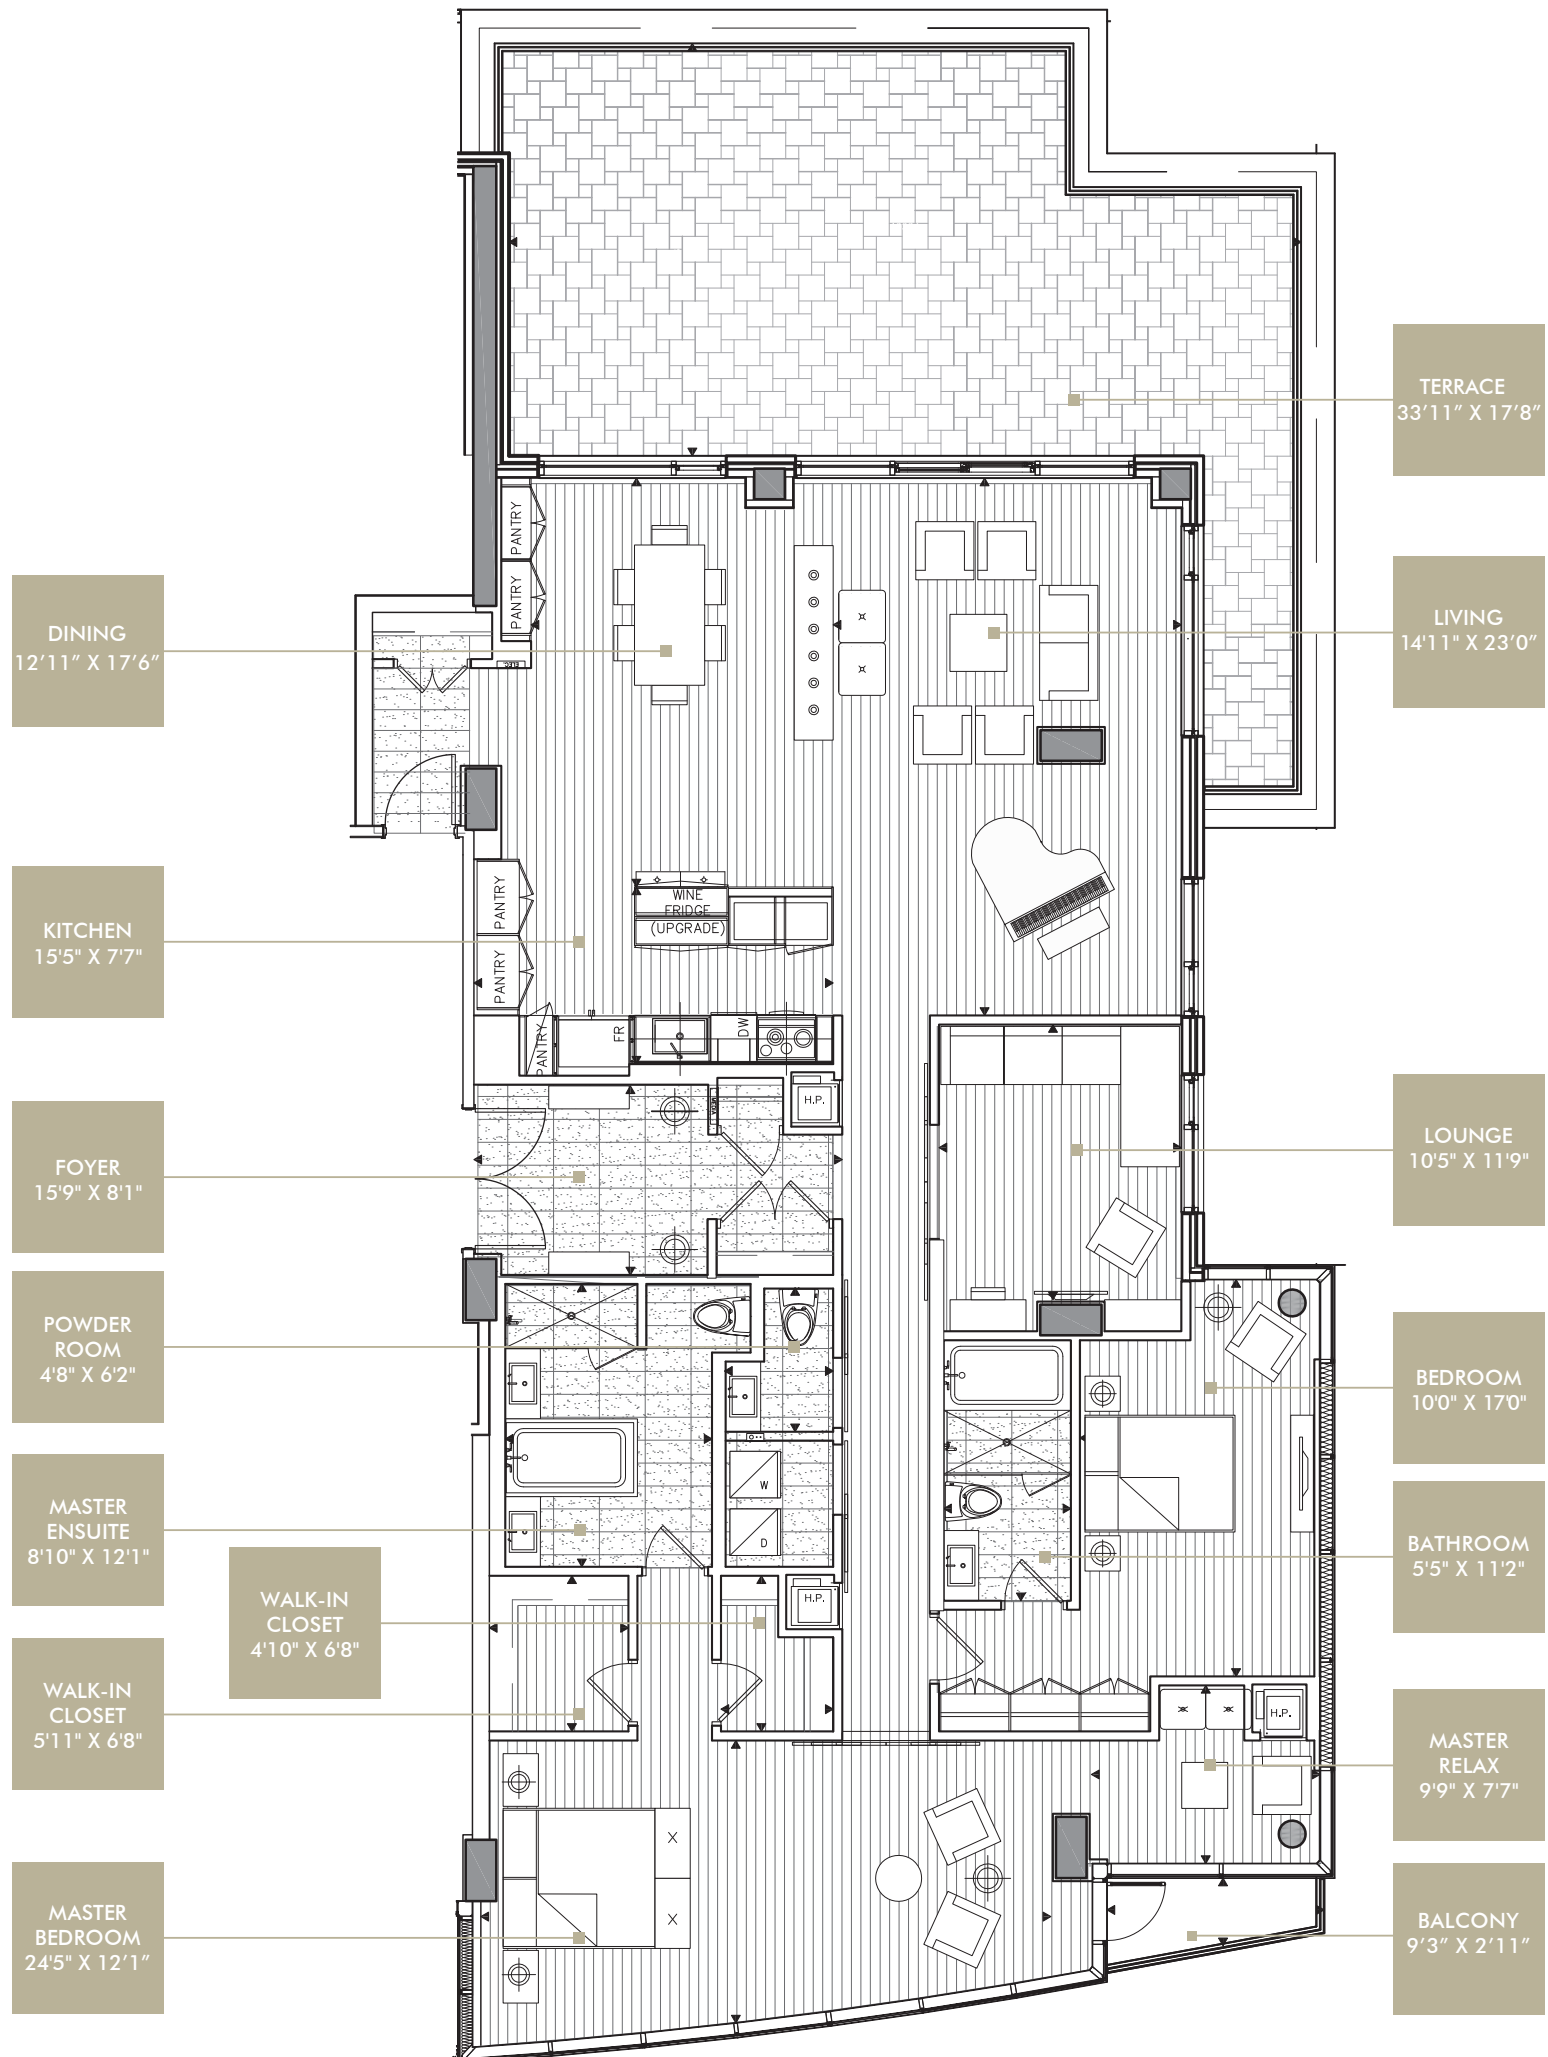 TERRACE
33’11” X 17’8”
DINING
12’11” X 17’6”
LIVING
14'11" X 23’0”
KITCHEN
15'5" X 7'7"
FOYER
15'9" X 8'1"
LOUNGE
10'5" X 11'9"
POWDER
ROOM
4'8" X 6'2"
BEDROOM
10'0" X 17'0"
MASTER
ENSUITE
8'10" X 12'1"
BATHROOM
5'5" X 11'2"
WALK-IN
CLOSET
4'10" X 6'8"
WALK-IN
CLOSET
5'11" X 6'8"
MASTER
RELAX
9'9" X 7'7"
MASTER
BEDROOM
24'5" X 12’1”
BALCONY
9’3” X 2’11”
PANTRY
PANTRY
ELEC
PANTRY
PANTRY
WINE
FRIDGE
(UPGRADE)
PANTRY
FR
DW
H.P.
W
D
H.P.
H.P.